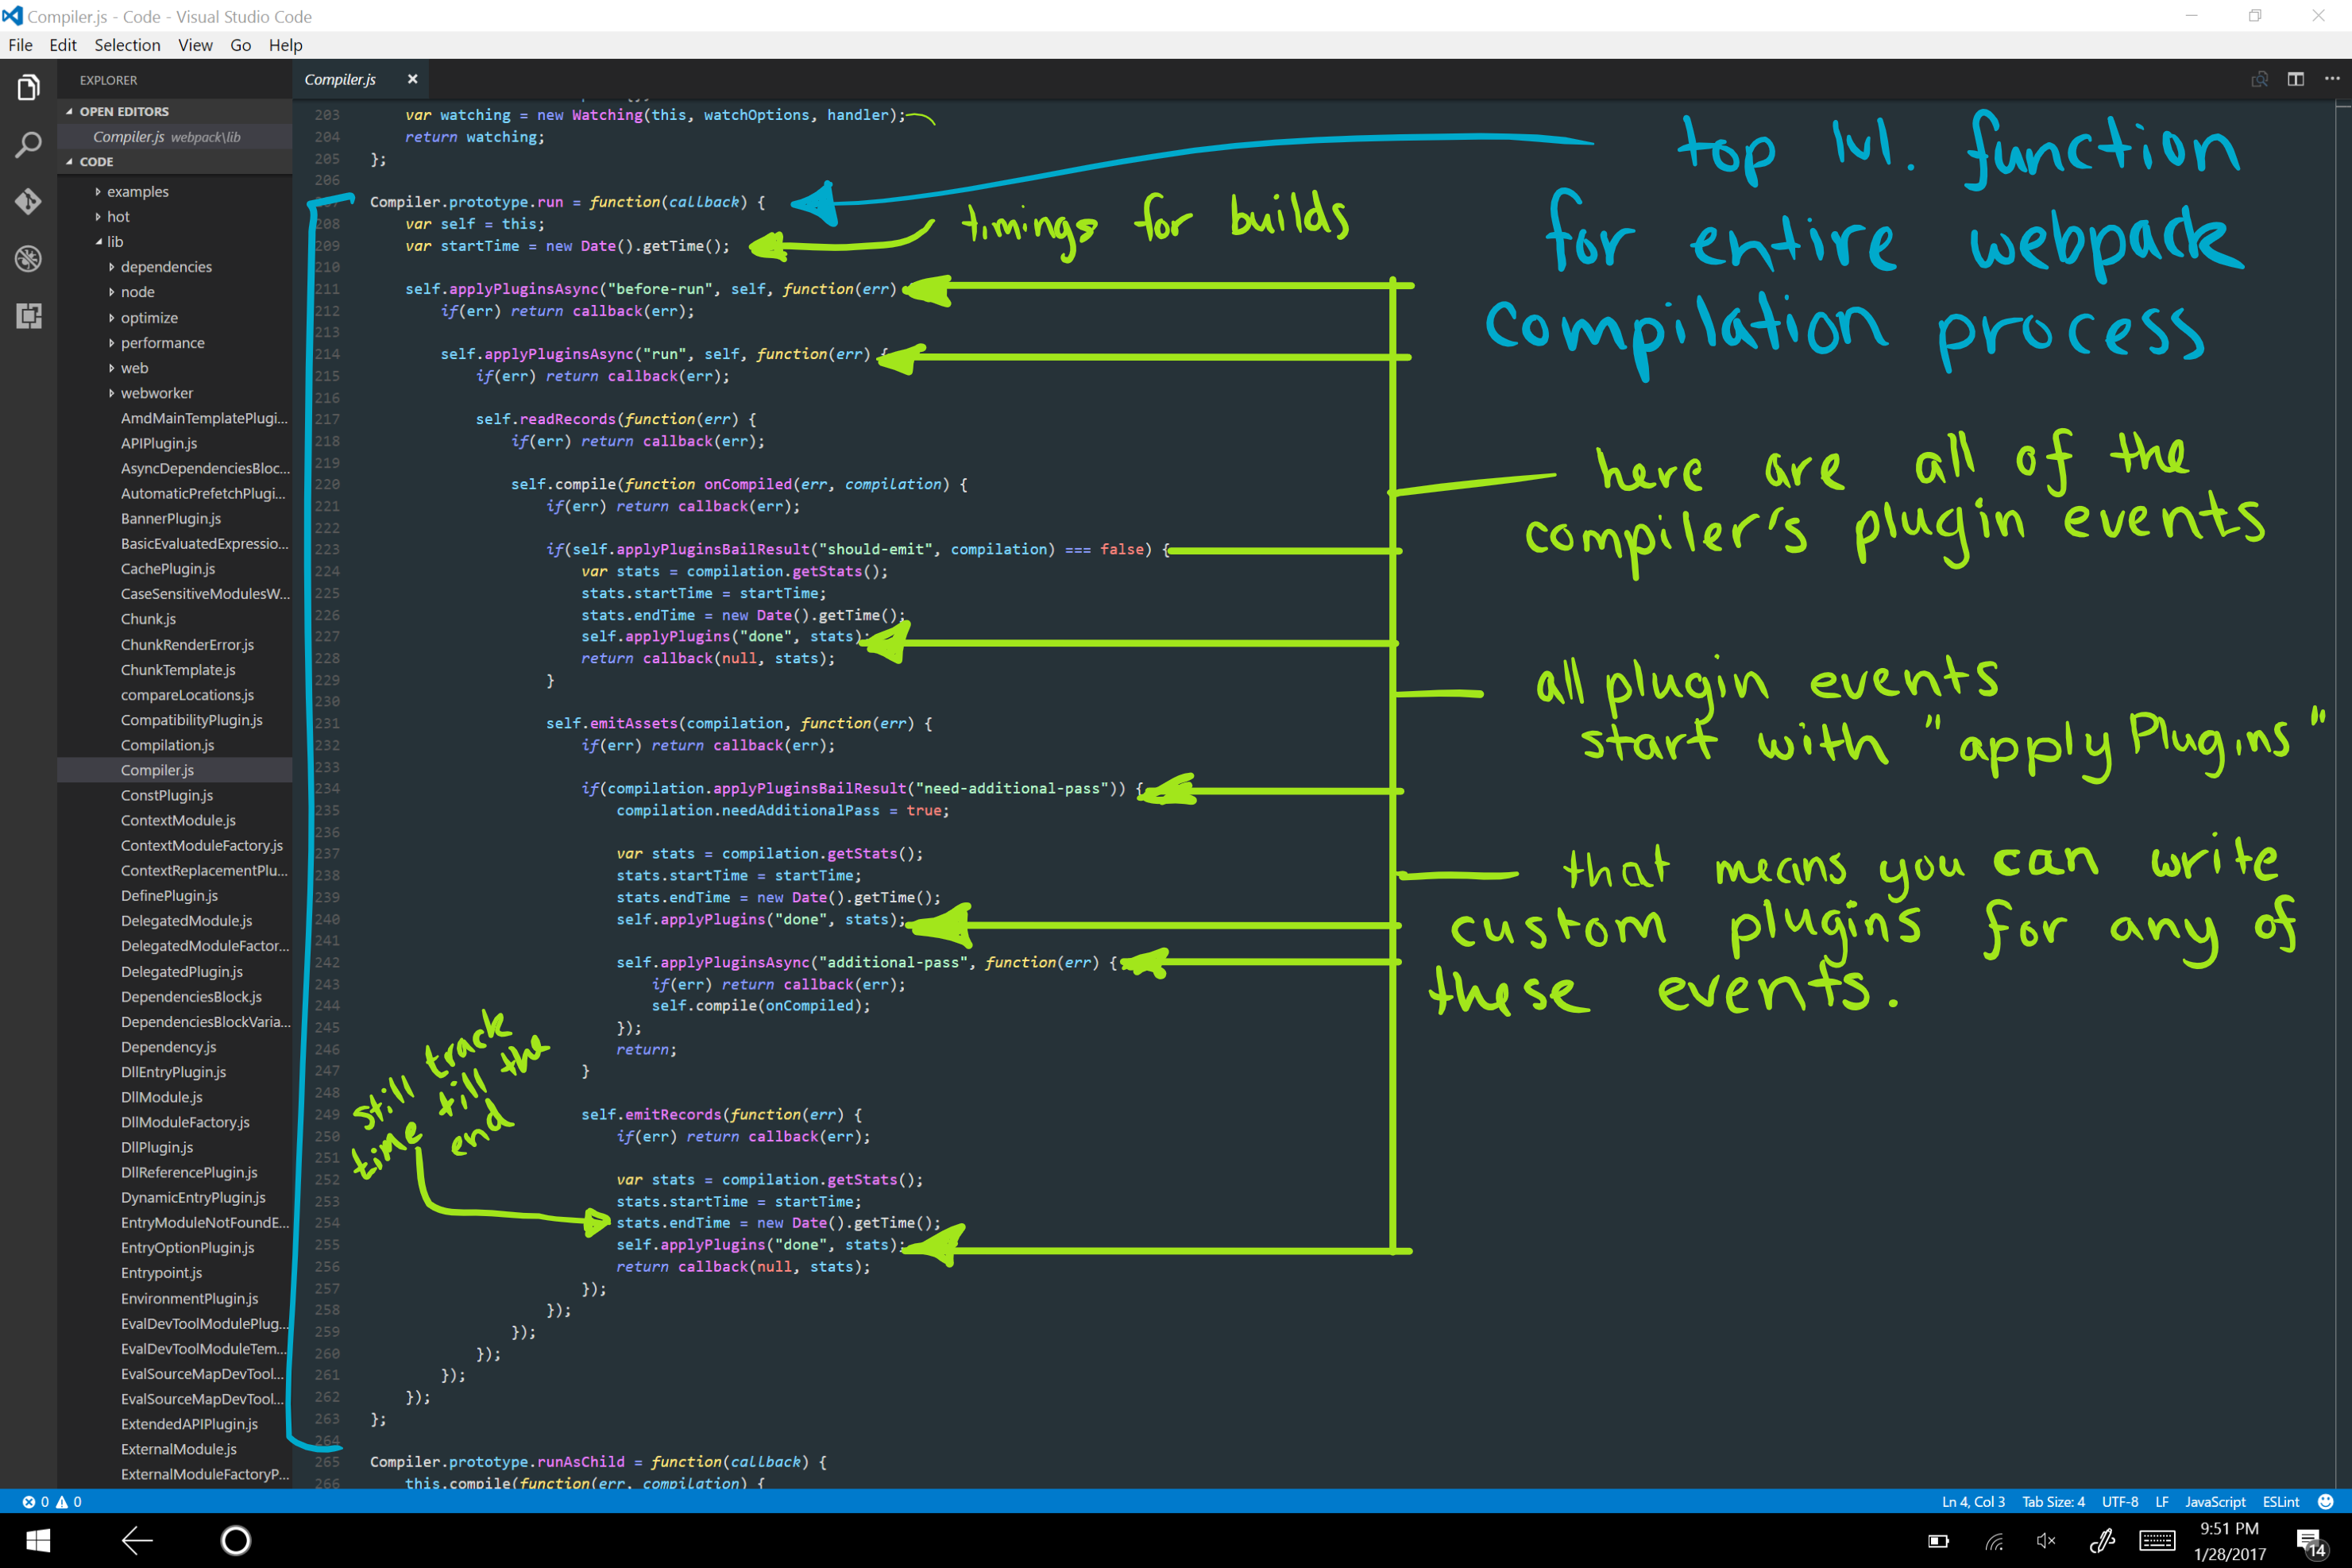 Compiler.js - Code - Visual Studio Code
File Edit Selection View Go Help
EXPLORER
OPEN EDITORS
Compiler.js webpack\lib
CODE
examples
hot
lib
dependencies
node
optimize
performance
web
webworker
AmdMainTemplatePlugi...
APIPlugin.js
AsyncDependenciesBloc...
AutomaticPrefetchPlugi...
BannerPlugin.js
BasicEvaluatedExpressio...
CachePlugin.js
CaseSensitiveModulesW...
Chunk.js
ChunkRenderError.js
ChunkTemplate.js
compareLocations.js
CompatibilityPlugin.js
Compilation.js
Compiler.js
ConstPlugin.js
ContextModule.js
ContextModuleFactory.js
ContextReplacementPlu...
DefinePlugin.js
DelegatedModule.js
DelegatedModuleFactor...
DelegatedPlugin.js
DependenciesBlock.js
DependenciesBlockVaria...
Dependency.js
DllEntryPlugin.js
DllModule.js
DllModuleFactory.js
DllPlugin.js
DllReferencePlugin.js
DynamicEntryPlugin.js
EntryModuleNotFoundE...
EntryOptionPlugin.js
Entrypoint.js
EnvironmentPlugin.js
EvalDevToolModulePlug...
EvalDevToolModuleTem...
EvalSourceMapDevTool...
EvalSourceMapDevTool...
ExtendedAPIPlugin.js
ExternalModule.js
ExternalModuleFactoryP...
Compiler.js
203 var watching = new Watching(this, watchOptions, handler);
204 return watching;
205 };
206
Compiler.prototype.run = function(callback) {
208 var self = this;
209 var startTime = new Date().getTime();
210
211 self.applyPluginsAsync("before-run", self, function(err)
212 if(err) return callback(err);
213
214 self.applyPluginsAsync("run", self, function(err) {
215 if(err) return callback(err);
216
217 self.readRecords(function(err) {
218 if(err) return callback(err);
219
220 self.compile(function onCompiled(err, compilation) {
221 if(err) return callback(err);
222
223 if(self.applyPluginsBailResult("should-emit", compilation) === false) {
224 var stats = compilation.getStats();
225 stats.startTime = startTime;
226 stats.endTime = new Date().getTime();
227 self.applyPlugins("done", stats);
228 return callback(null, stats);
229 }
230
231 self.emitAssets(compilation, function(err) {
232 if(err) return callback(err);
233
234 if(compilation.applyPluginsBailResult("need-additional-pass")) {
235 compilation.needAdditionalPass = true;
236
237 var stats = compilation.getStats();
238 stats.startTime = startTime;
239 stats.endTime = new Date().getTime();
240 self.applyPlugins("done", stats);
241
242 self.applyPluginsAsync("additional-pass", function(err) {
243 if(err) return callback(err);
244 self.compile(onCompiled);
245 });
246 return;
247 }
248
249 self.emitRecords(function(err) {
250 if(err) return callback(err);
251
252 var stats = compilation.getStats();
253 stats.startTime = startTime;
254 stats.endTime = new Date().getTime();
255 self.applyPlugins("done", stats);
256 return callback(null, stats);
257 });
258 });
259 });
260 });
261 });
262 });
263 };
264
265 Compiler.prototype.runAsChild = function(callback) {
266 this.compile(function(err, compilation) {
top lvl. function
for entire webpack
compilation process
timings for builds
here are all of the
compiler's plugin events
all plugin events
start with "apply Plugins"
that means you can write
custom plugins for any of
these events.
still track
time till the
end
0 0
Ln 4, Col 3 Tab Size: 4 UTF-8 LF JavaScript ESLint
9:51 PM
1/28/2017
14